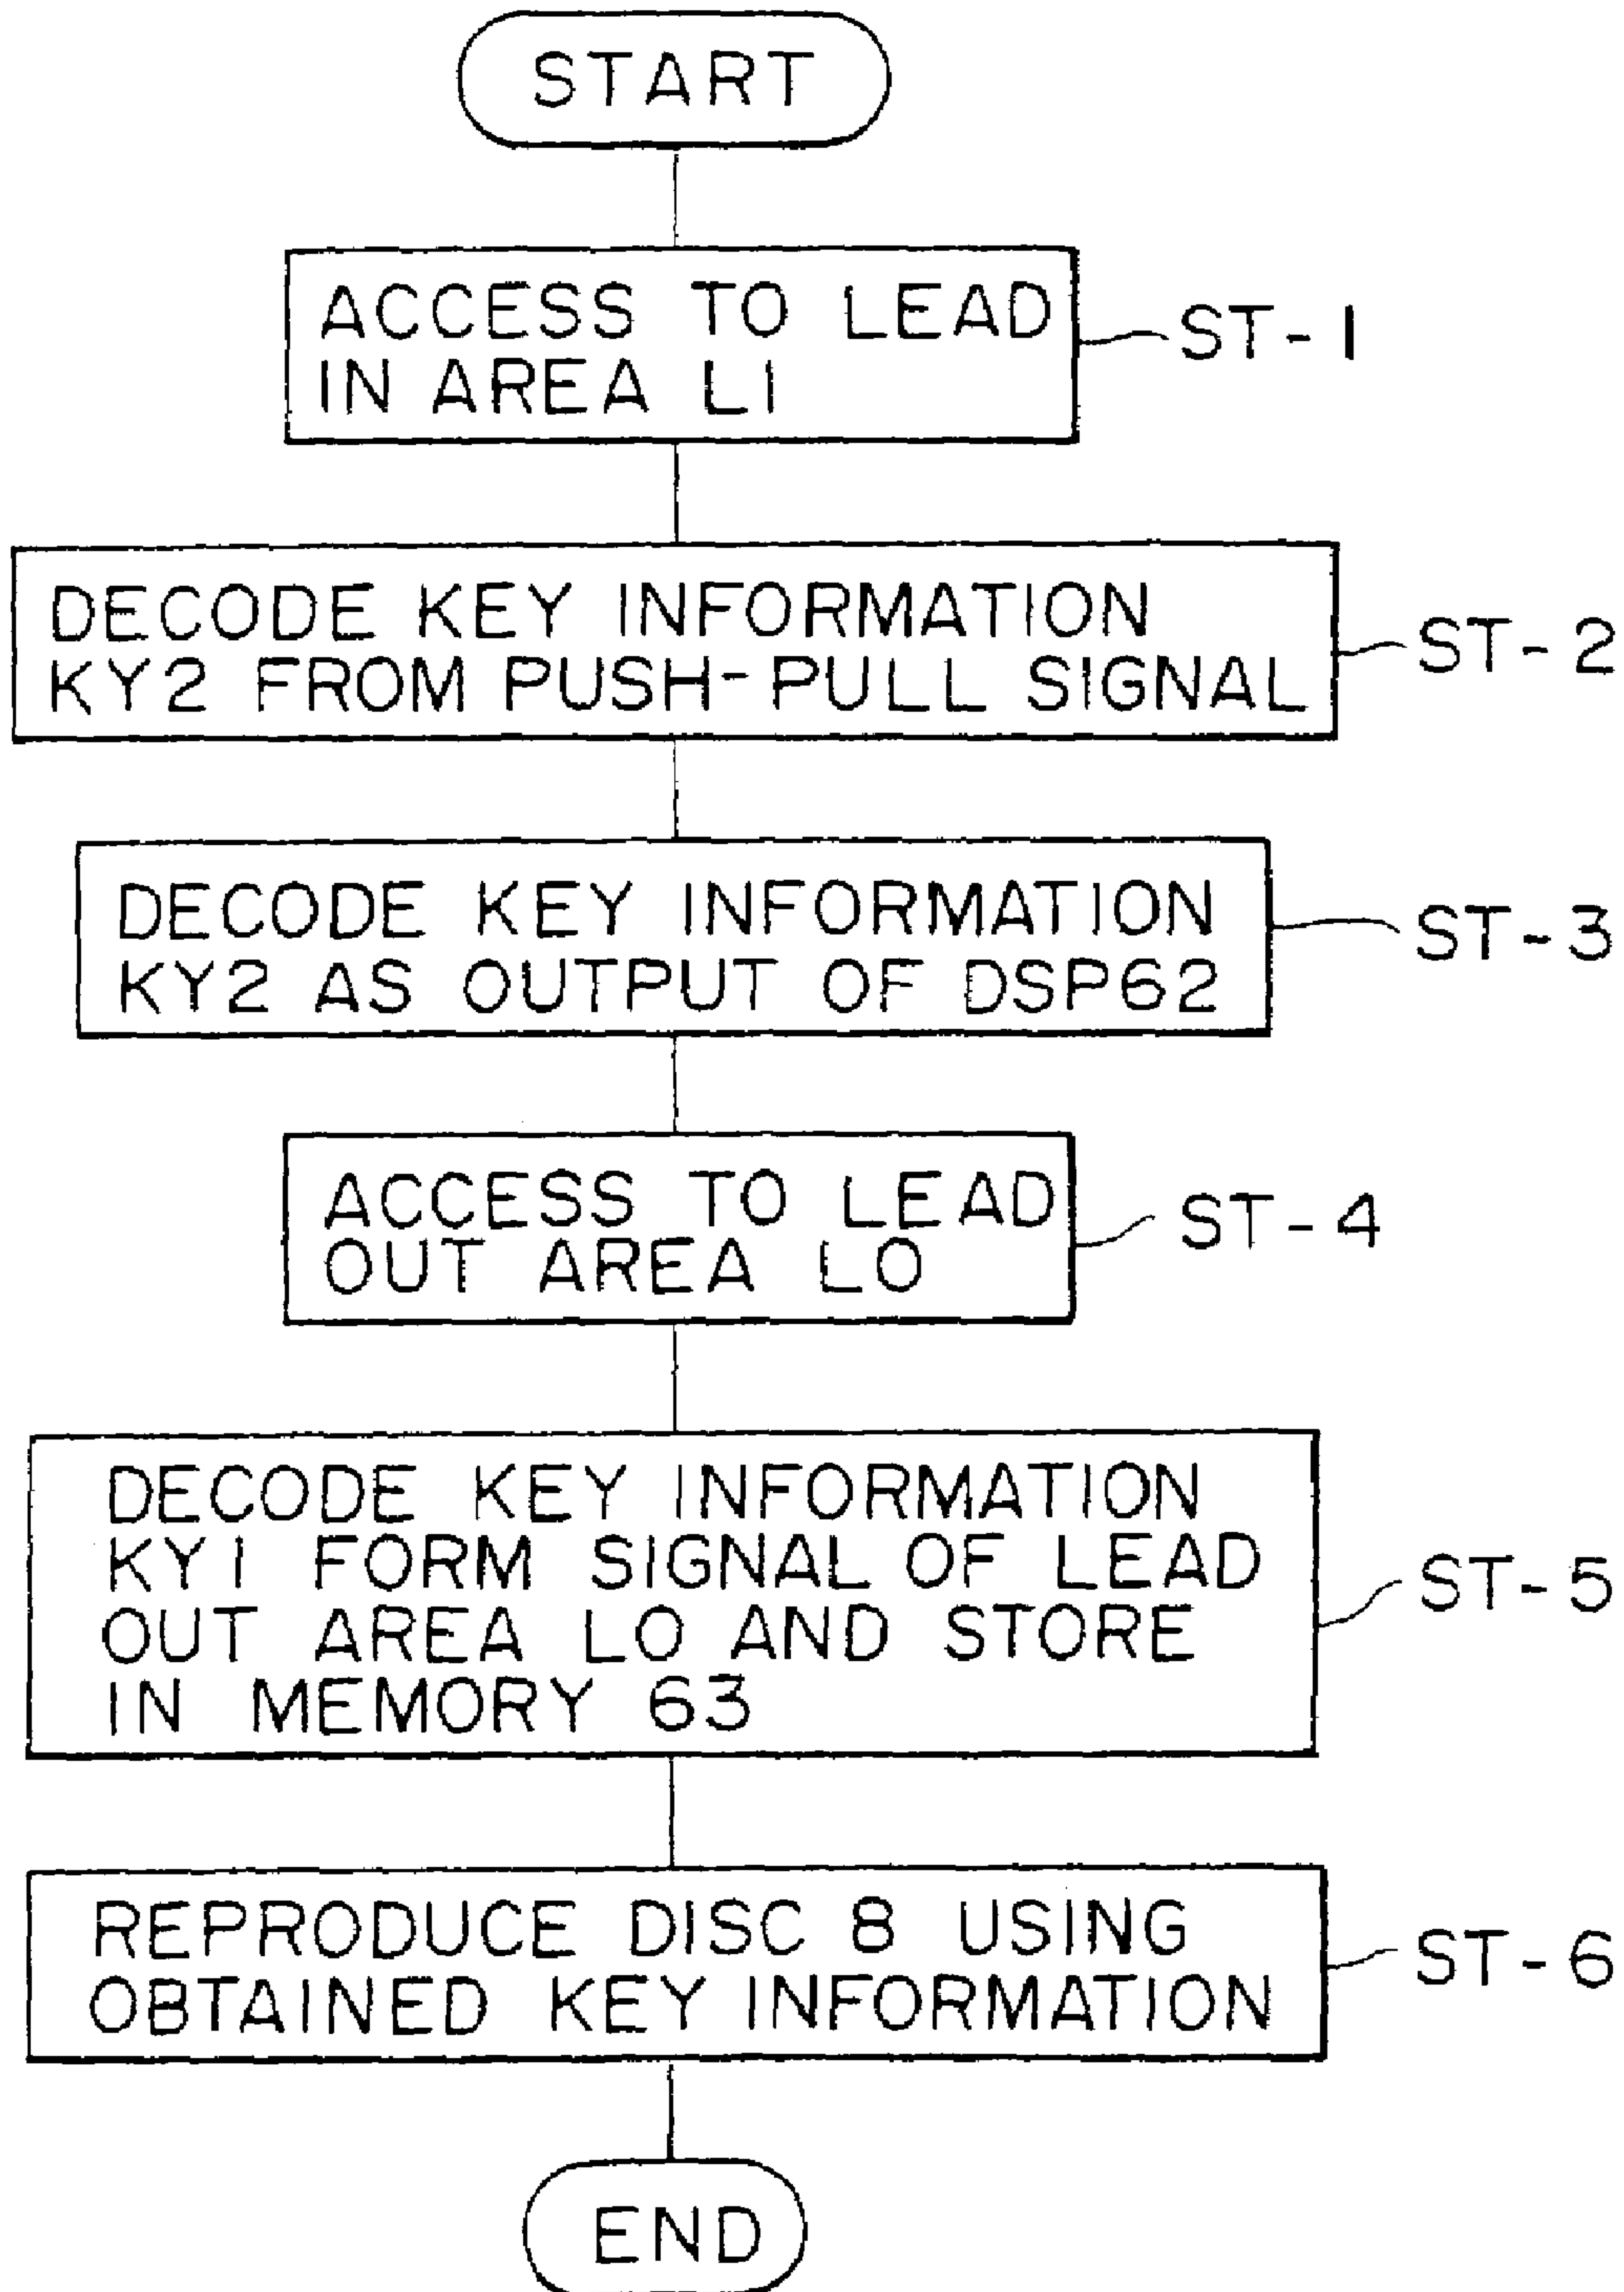 START
ACCESS TO LEAD
IN AREA LI
ST-1
DECODE KEY INFORMATION
KY2 FROM PUSH-PULL SIGNAL
ST-2
DECODE KEY INFORMATION
KY2 AS OUTPUT OF DSP62
ST-3
ACCESS TO LEAD
OUT AREA LO
ST-4
DECODE KEY INFORMATION
KY1 FORM SIGNAL OF LEAD
OUT AREA LO AND STORE
IN MEMORY 63
ST-5
REPRODUCE DISC 8 USING
OBTAINED KEY INFORMATION
ST-6
END